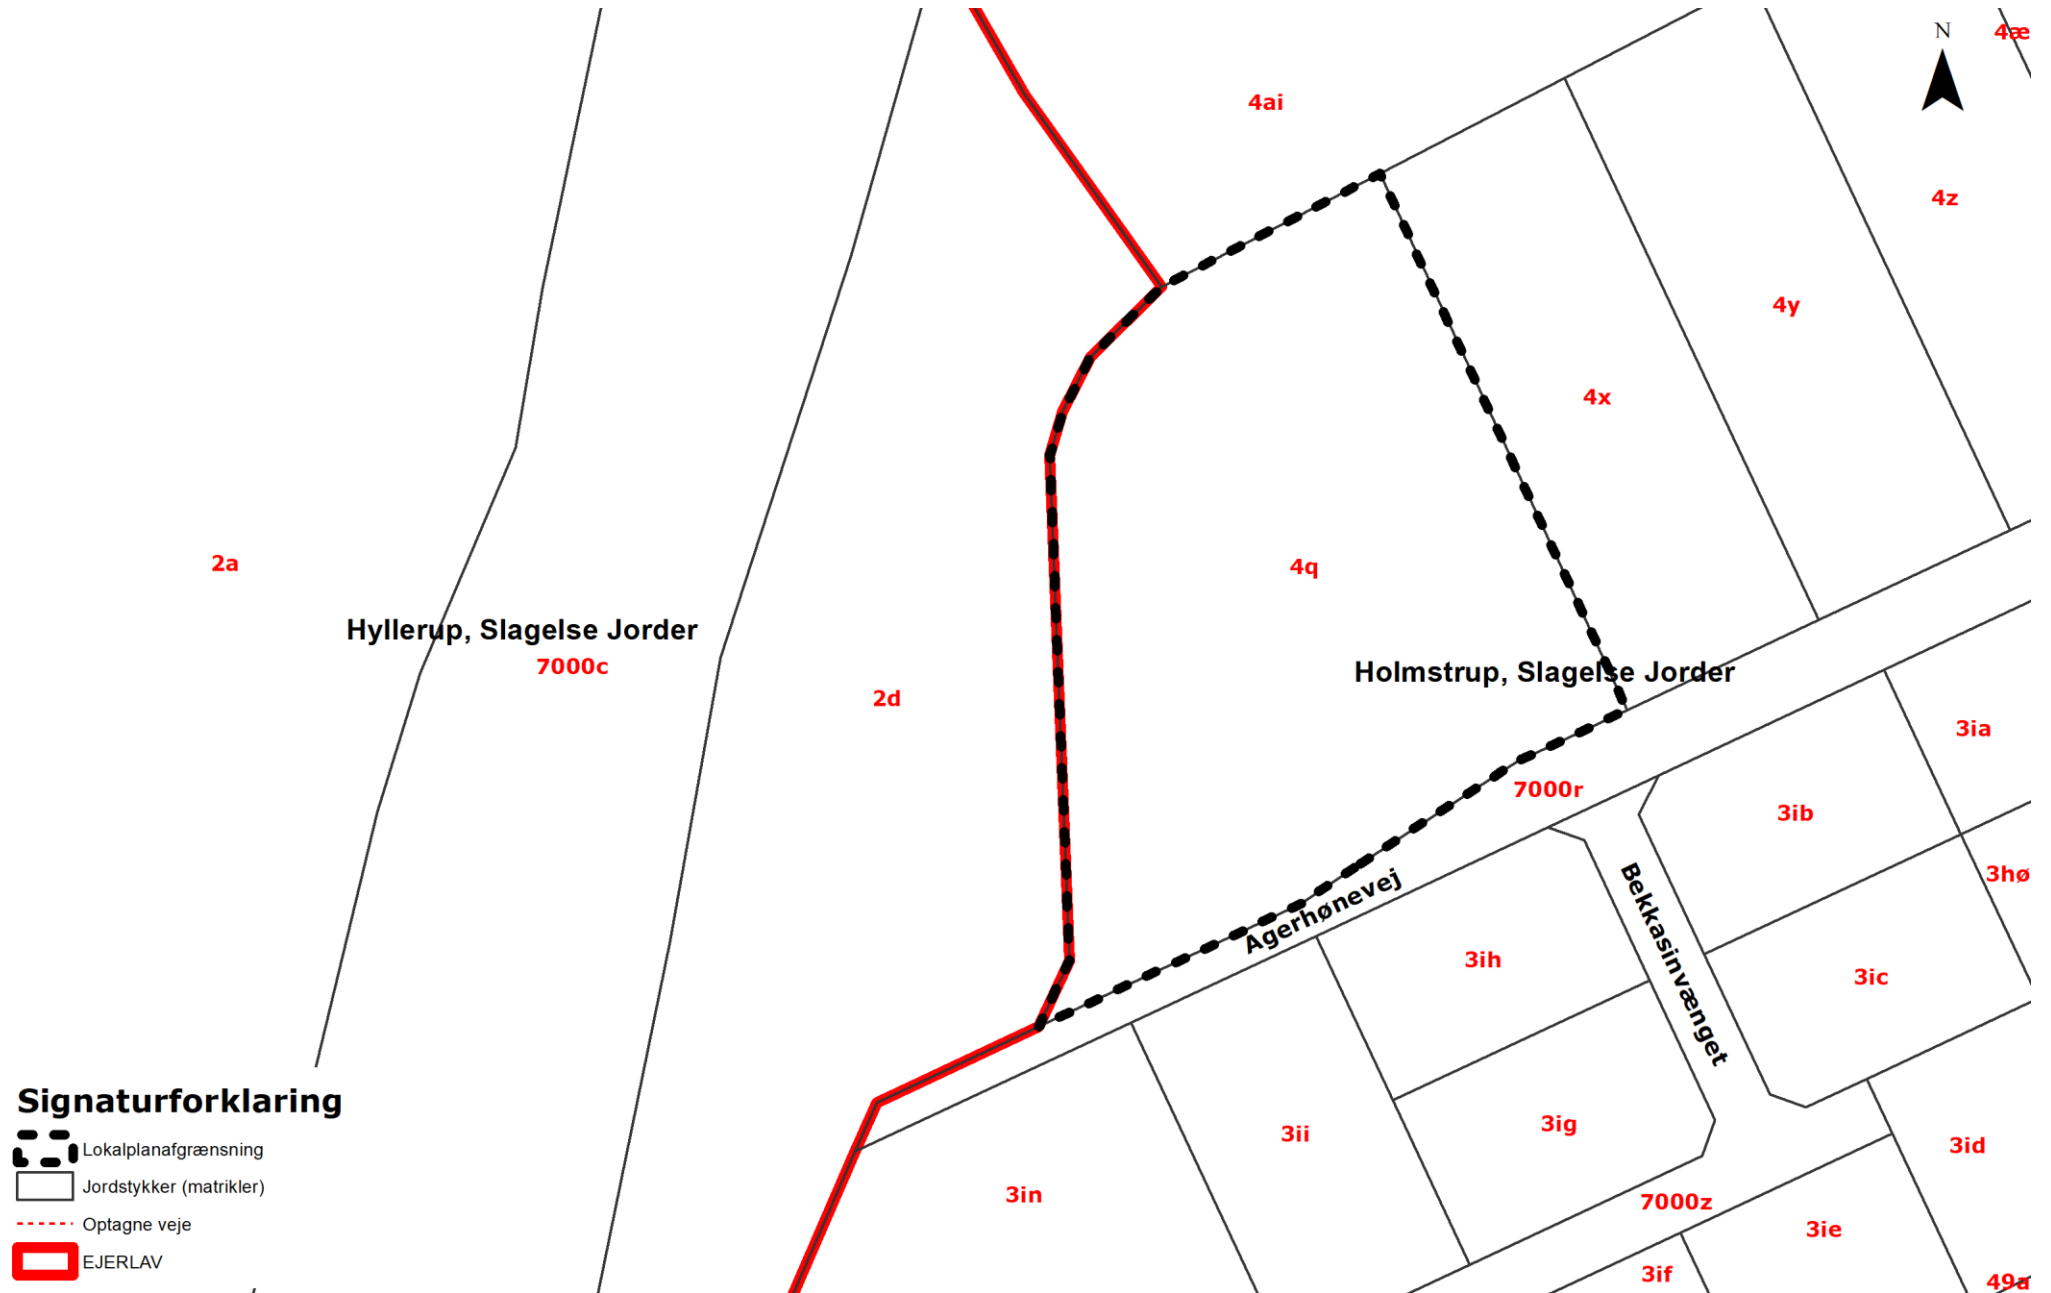 4æ
N
4ai
4z
4y
4x
2a
4q
Hyllerup, Slagelse Jorder
7000c
Holmstrup, Slagelse Jorder
2d
3ia
7000r
3ib
3hø
Agerhønevej
Bekkasinvænget
3ih
3ic
Signaturforklaring
3ig
3ii
3id
Lokalplanafgrænsning
Jordstykker (matrikler)
3in
7000z
Optagne veje
3ie
EJERLAV
3if
49a